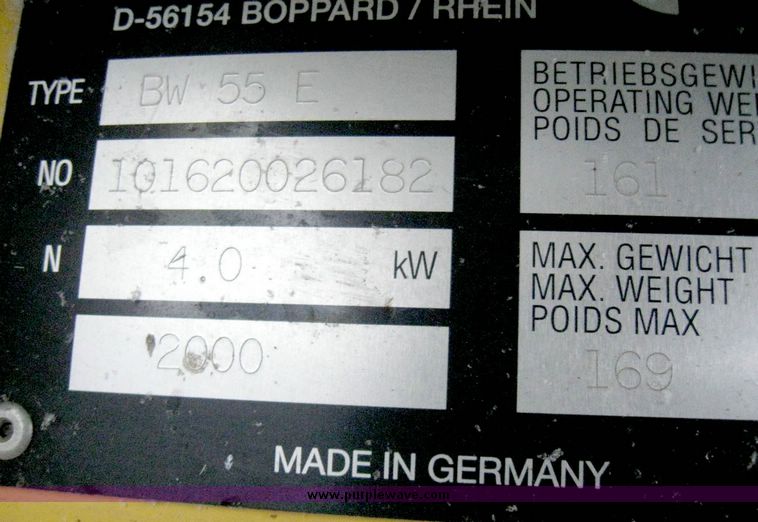 D-56154 BOPPARD / RHEIN
TYPE BW 55 E
NO 101620026182
N 4.0 kW
2000
BETRIEBSGEWI
OPERATING WEI
POIDS DE SER
161
MAX. GEWICHT
MAX. WEIGHT
POIDS MAX
169
MADE IN GERMANY
www.purplewave.com